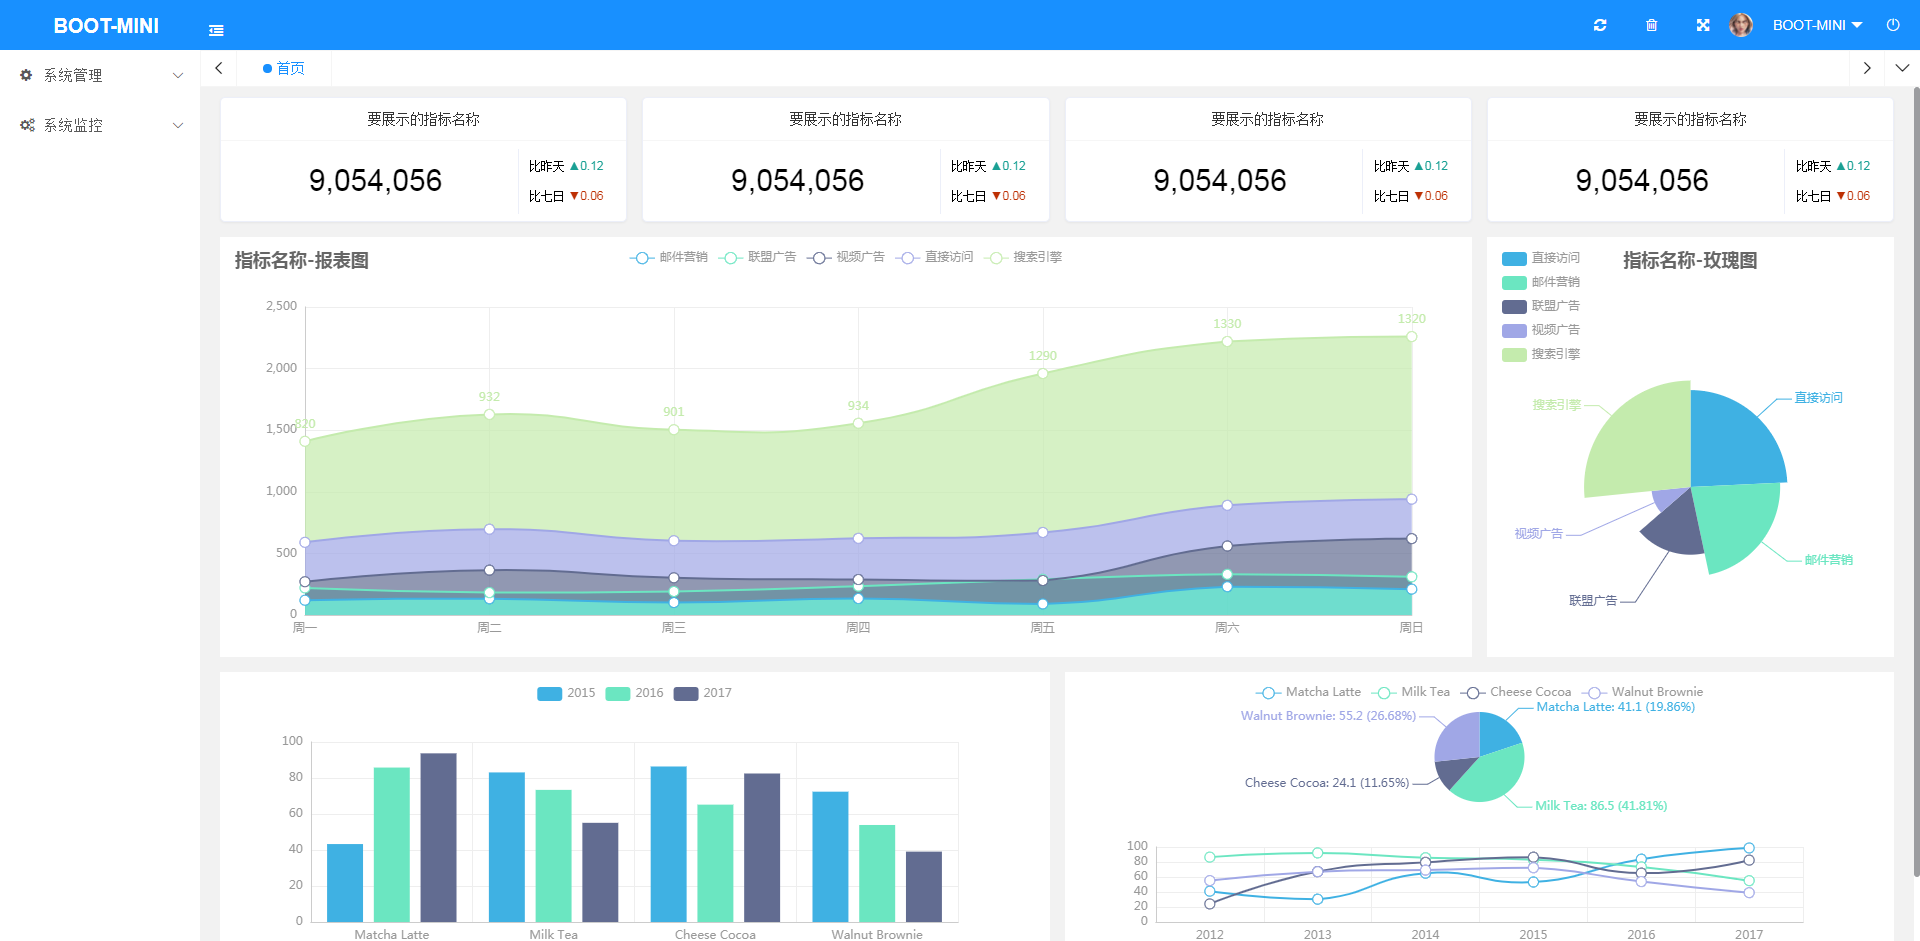 BOOT-MINI
BOOT-MINI
系统管理
系统监控
首页
要展示的指标名称
9,054,056
比昨天 ▲0.12
比七日 ▼0.06
要展示的指标名称
9,054,056
比昨天 ▲0.12
比七日 ▼0.06
要展示的指标名称
9,054,056
比昨天 ▲0.12
比七日 ▼0.06
要展示的指标名称
9,054,056
比昨天 ▲0.12
比七日 ▼0.06
指标名称-报表图
邮件营销 联盟广告 视频广告 直接访问 搜索引擎
2,500
2,000
1,500
1,000
500
0
820 932 901 934 1290 1330 1320
周一 周二 周三 周四 周五 周六 周日
指标名称-玫瑰图
直接访问
邮件营销
联盟广告
视频广告
搜索引擎
搜索引擎
直接访问
视频广告
邮件营销
联盟广告
2015 2016 2017
100
80
60
40
20
0
Matcha Latte Milk Tea Cheese Cocoa Walnut Brownie
Matcha Latte Milk Tea Cheese Cocoa Walnut Brownie
Matcha Latte: 41.1 (19.86%)
Walnut Brownie: 55.2 (26.68%)
Cheese Cocoa: 24.1 (11.65%)
Milk Tea: 86.5 (41.81%)
100
80
60
40
20
0
2012 2013 2014 2015 2016 2017